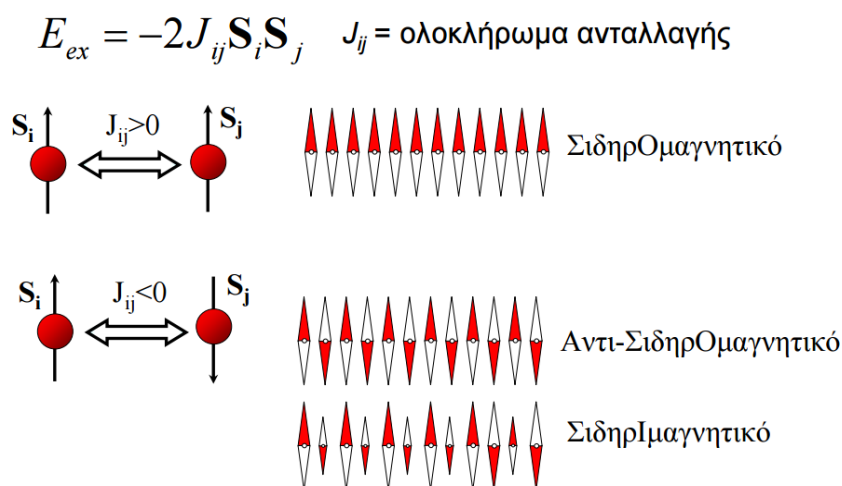 E_ex = −2J_ij S_i S_j J_ij = ολοκλήρωμα ανταλλαγής
S_i J_ij>0 S_j
ΣιδηρΟμαγνητικό
S_i J_ij<0 S_j
Αντι-ΣιδηρΟμαγνητικό
ΣιδηρΙμαγνητικό